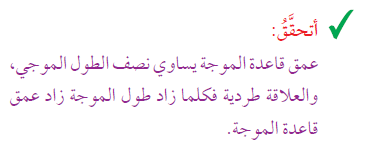 أتحقَّقُ:
عمق قاعدة الموجة يساوي نصف الطول الموجي،
والعلاقة طردية فكلما زاد طول الموجة زاد عمق
قاعدة الموجة.